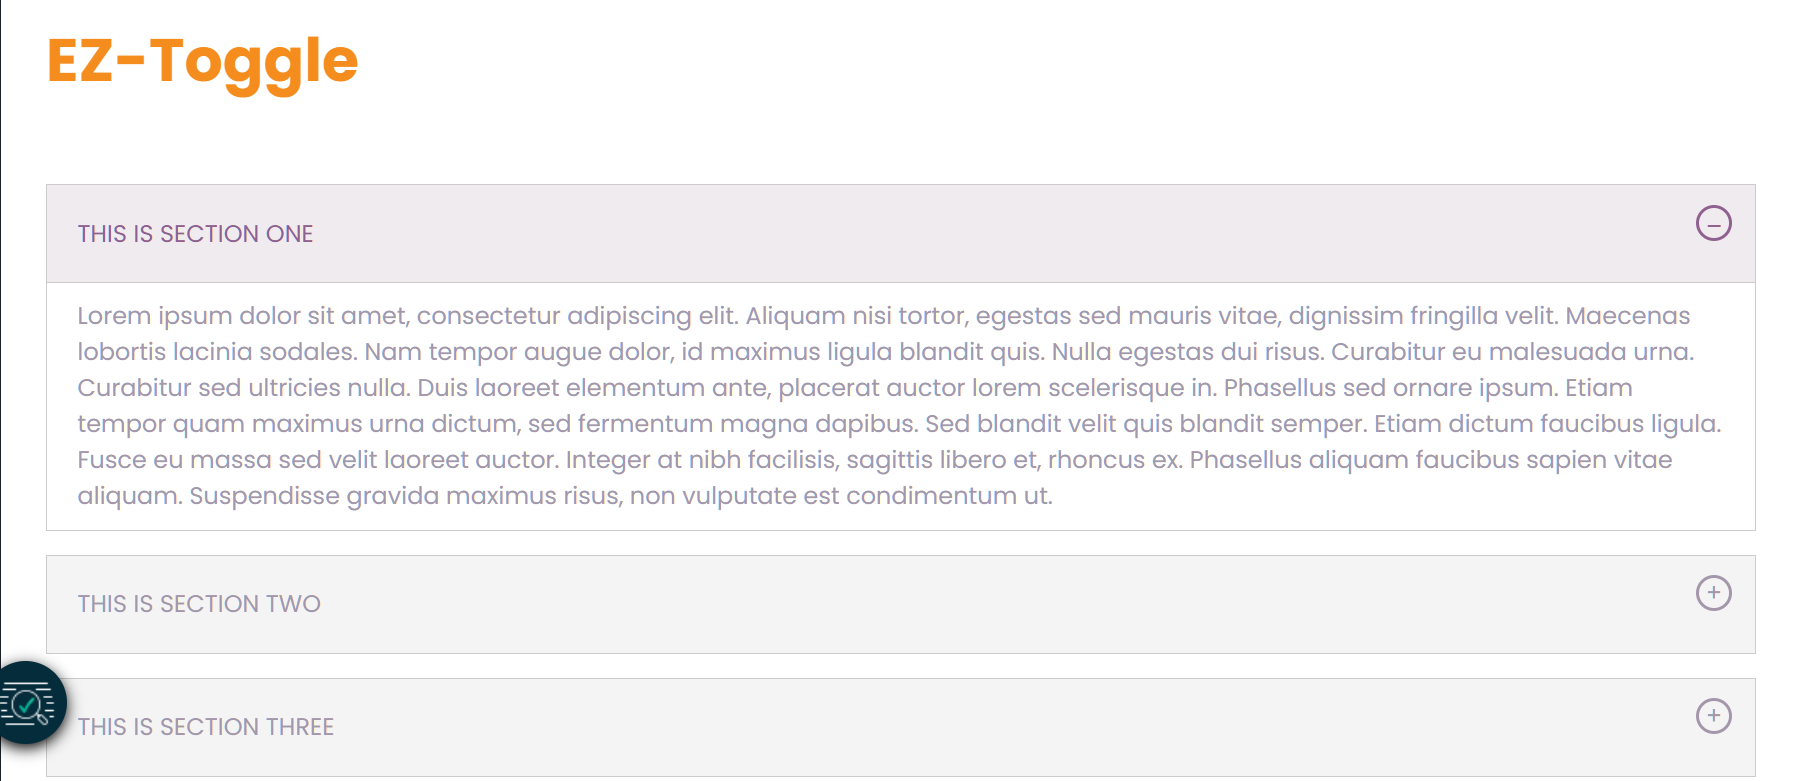 EZ-Toggle
THIS IS SECTION ONE
Lorem ipsum dolor sit amet, consectetur adipiscing elit. Aliquam nisi tortor, egestas sed mauris vitae, dignissim fringilla velit. Maecenas
lobortis lacinia sodales. Nam tempor augue dolor, id maximus ligula blandit quis. Nulla egestas dui risus. Curabitur eu malesuada urna.
Curabitur sed ultricies nulla. Duis laoreet elementum ante, placerat auctor lorem scelerisque in. Phasellus sed ornare ipsum. Etiam
tempor quam maximus urna dictum, sed fermentum magna dapibus. Sed blandit velit quis blandit semper. Etiam dictum faucibus ligula.
Fusce eu massa sed velit laoreet auctor. Integer at nibh facilisis, sagittis libero et, rhoncus ex. Phasellus aliquam faucibus sapien vitae
aliquam. Suspendisse gravida maximus risus, non vulputate est condimentum ut.
THIS IS SECTION TWO
THIS IS SECTION THREE